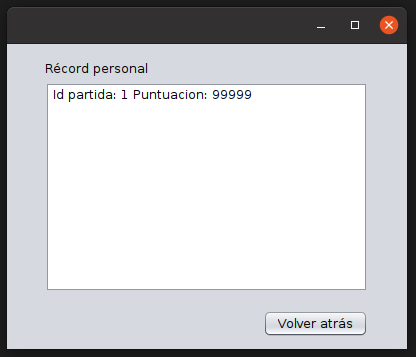 Récord personal
Id partida: 1 Puntuacion: 99999
Volver atrás